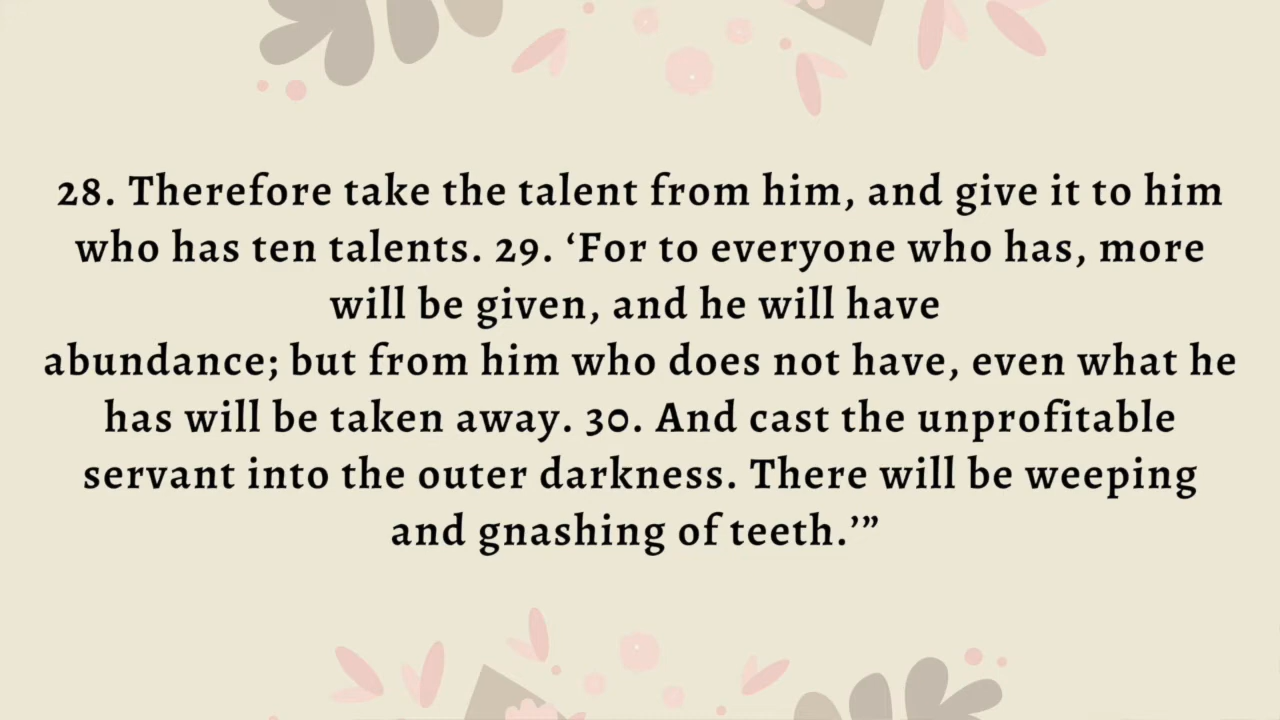 28. Therefore take the talent from him, and give it to him
who has ten talents. 29. ‘For to everyone who has, more
will be given, and he will have
abundance; but from him who does not have, even what he
has will be taken away. 30. And cast the unprofitable
servant into the outer darkness. There will be weeping
and gnashing of teeth.’”